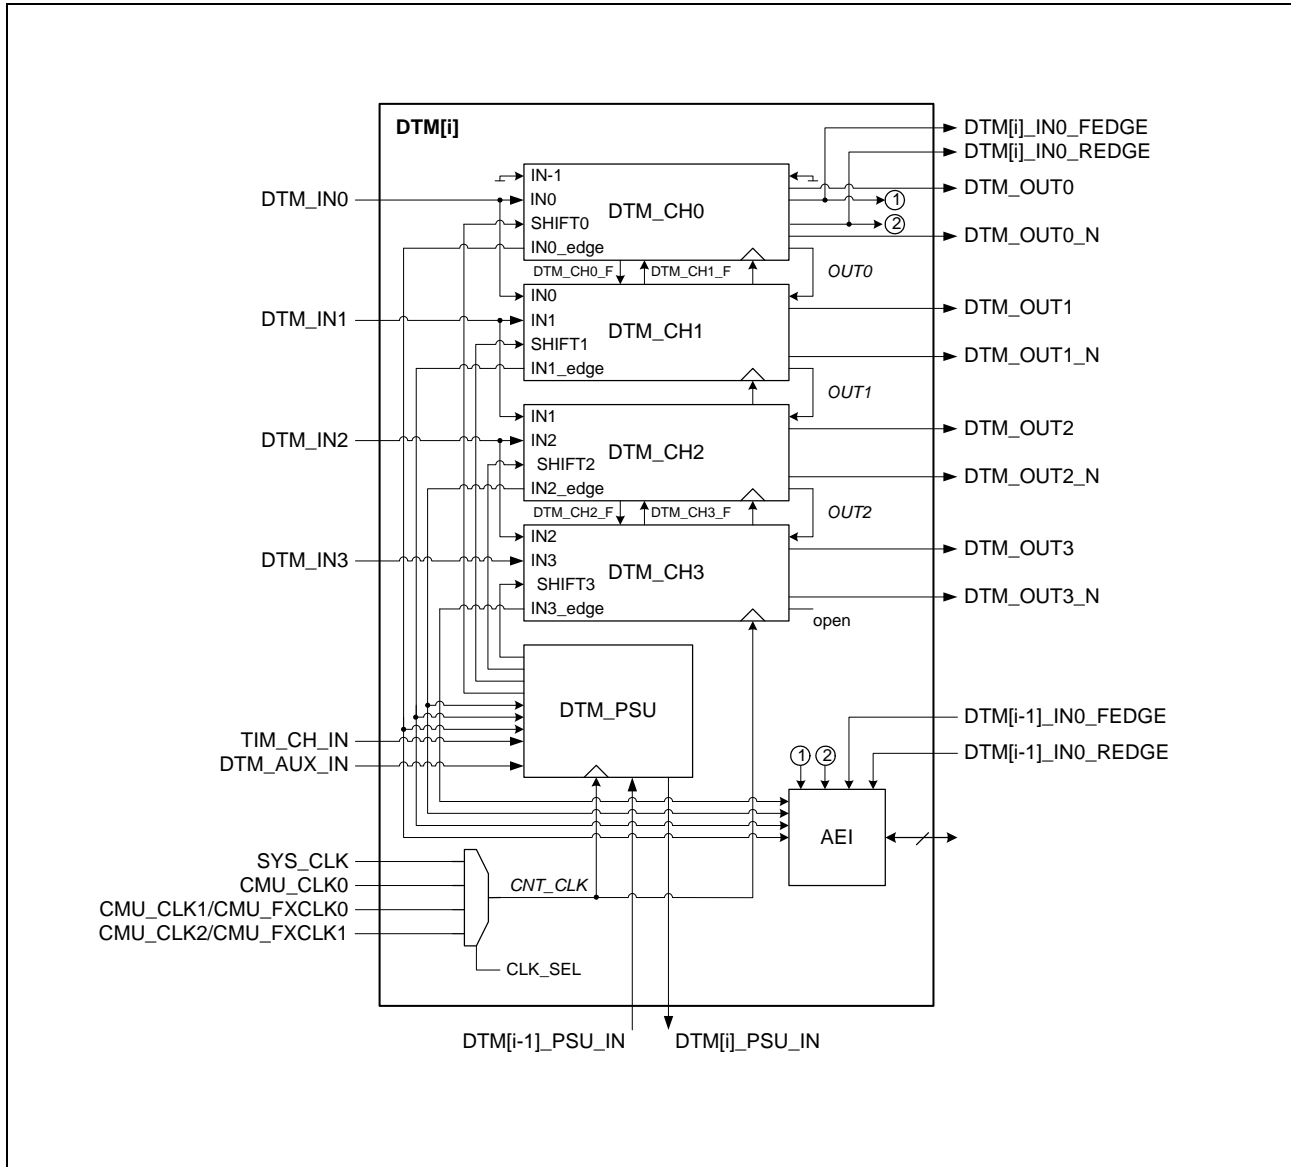 DTM[i]
DTM[i]_IN0_FEDGE
DTM[i]_IN0_REDGE
IN-1
DTM_OUT0
DTM_IN0
IN0
DTM_CH0
1
SHIFT0
2
IN0_edge
DTM_OUT0_N
DTM_CH0_F
DTM_CH1_F
OUT0
IN0
DTM_OUT1
DTM_IN1
IN1
DTM_CH1
SHIFT1
DTM_OUT1_N
IN1_edge
OUT1
IN1
DTM_OUT2
DTM_IN2
IN2
DTM_CH2
SHIFT2
DTM_OUT2_N
IN2_edge
DTM_CH2_F
DTM_CH3_F
OUT2
IN2
DTM_OUT3
DTM_IN3
IN3
DTM_CH3
SHIFT3
DTM_OUT3_N
IN3_edge
open
DTM_PSU
DTM[i-1]_IN0_FEDGE
TIM_CH_IN
DTM[i-1]_IN0_REDGE
1
2
DTM_AUX_IN
AEI
SYS_CLK
CMU_CLK0
CNT_CLK
CMU_CLK1/CMU_FXCLK0
CMU_CLK2/CMU_FXCLK1
CLK_SEL
DTM[i-1]_PSU_IN
DTM[i]_PSU_IN